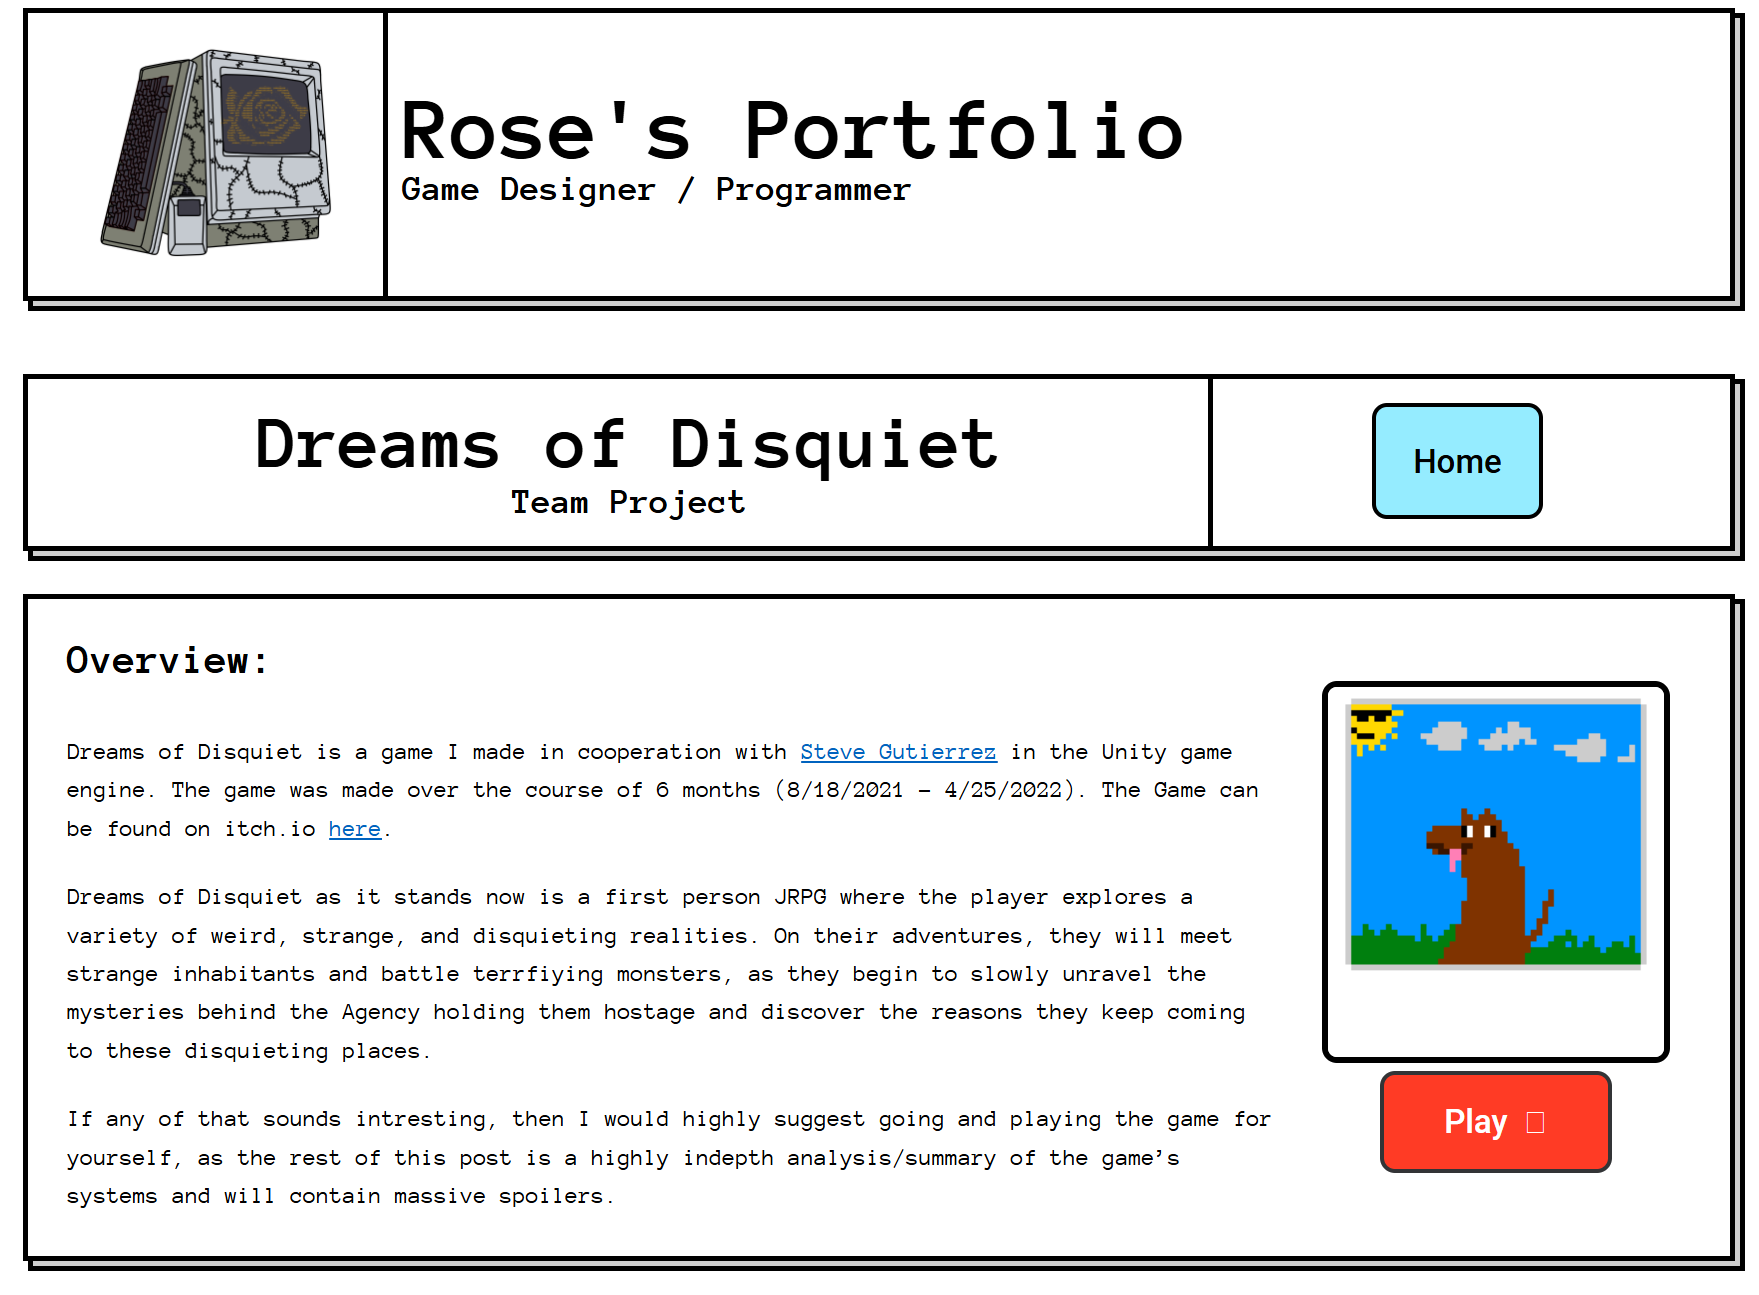 Rose's Portfolio
Game Designer / Programmer
Dreams of Disquiet
Team Project
Home
Overview:
Dreams of Disquiet is a game I made in cooperation with Steve Gutierrez in the Unity game
engine. The game was made over the course of 6 months (8/18/2021 – 4/25/2022). The Game can
be found on itch.io here.
Dreams of Disquiet as it stands now is a first person JRPG where the player explores a
variety of weird, strange, and disquieting realities. On their adventures, they will meet
strange inhabitants and battle terrfiying monsters, as they begin to slowly unravel the
mysteries behind the Agency holding them hostage and discover the reasons they keep coming
to these disquieting places.
If any of that sounds intresting, then I would highly suggest going and playing the game for
yourself, as the rest of this post is a highly indepth analysis/summary of the game’s
systems and will contain massive spoilers.
Play